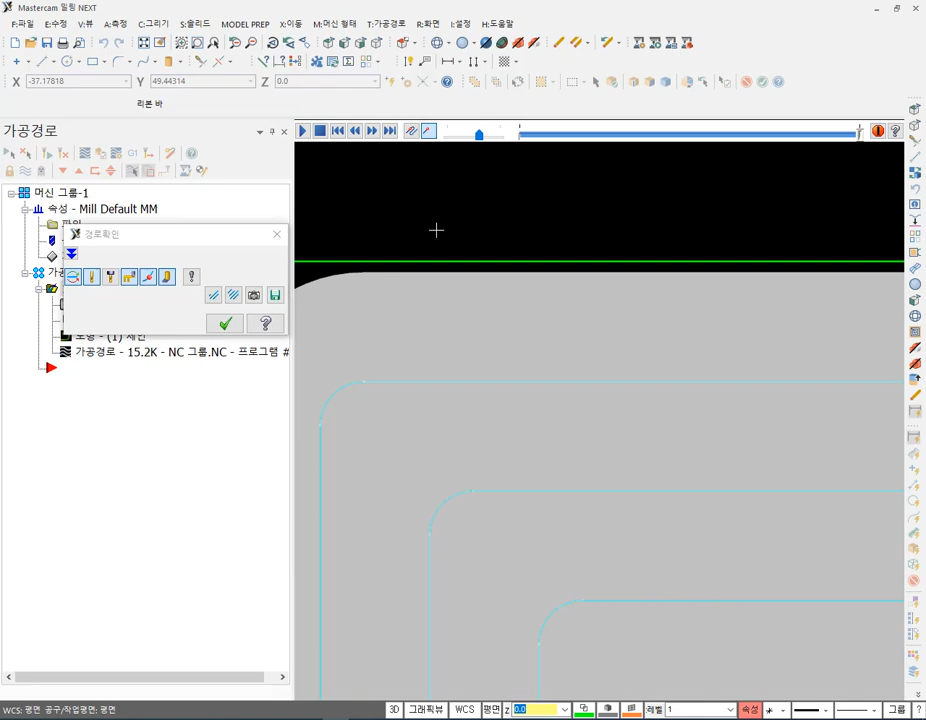 Mastercam 밀링 NEXT
F:파일 E:수정 V:뷰 A:측정 C:그리기 S:솔리드 MODEL PREP X:이동 M:머신 형태 T:가공경로 R:화면 I:설정 H:도움말
X -37.17818 Y 49.44314 Z 0.0
리본 바
가공경로
G1
머신 그룹-1
속성 - Mill Default MM
경로확인
가공경로 - 15.2K - NC 그룹.NC - 프로그램 #
WCS: 평면 공구/작업평면: 평면 3D 그래픽뷰 WCS 평면 z 0.0 레벨 1 속성 그룹 ?